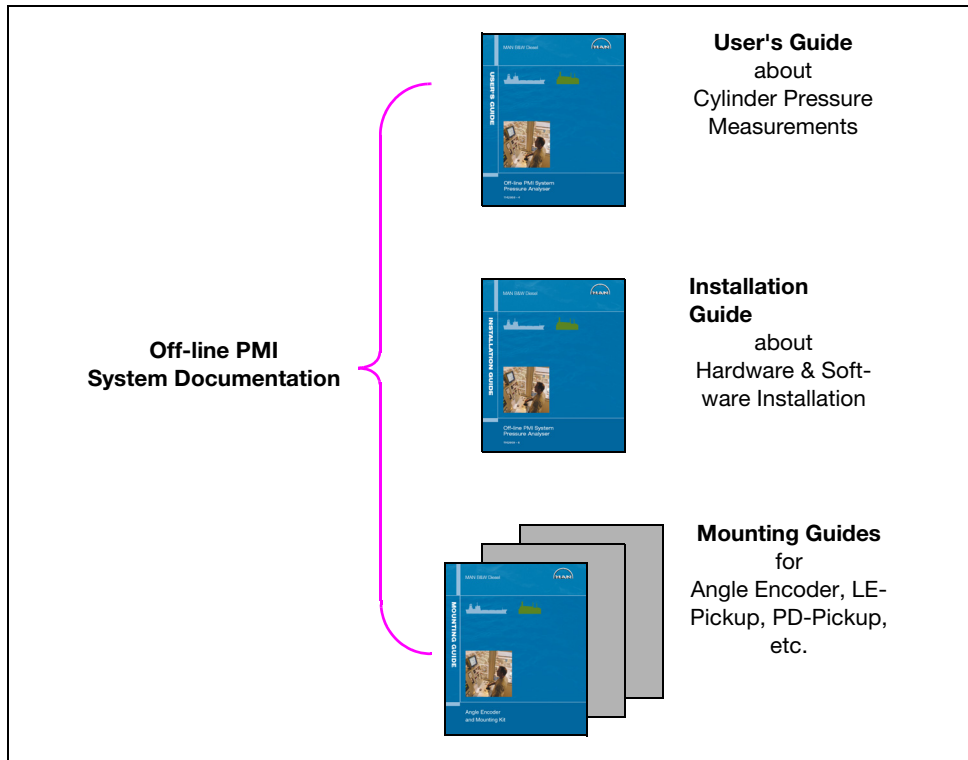 Off-line PMI
System Documentation
MAN B&W Diesel
MAN
USER'S GUIDE
Off-line PMI System
Pressure Analyser
User's Guide
about
Cylinder Pressure
Measurements
MAN B&W Diesel
MAN
INSTALLATION GUIDE
Off-line PMI System
Pressure Analyser
Installation
Guide
about
Hardware & Soft-
ware Installation
MAN B&W Diesel
MAN
MOUNTING GUIDE
Angle Encoder
and Mounting Kit
Mounting Guides
for
Angle Encoder, LE-
Pickup, PD-Pickup,
etc.